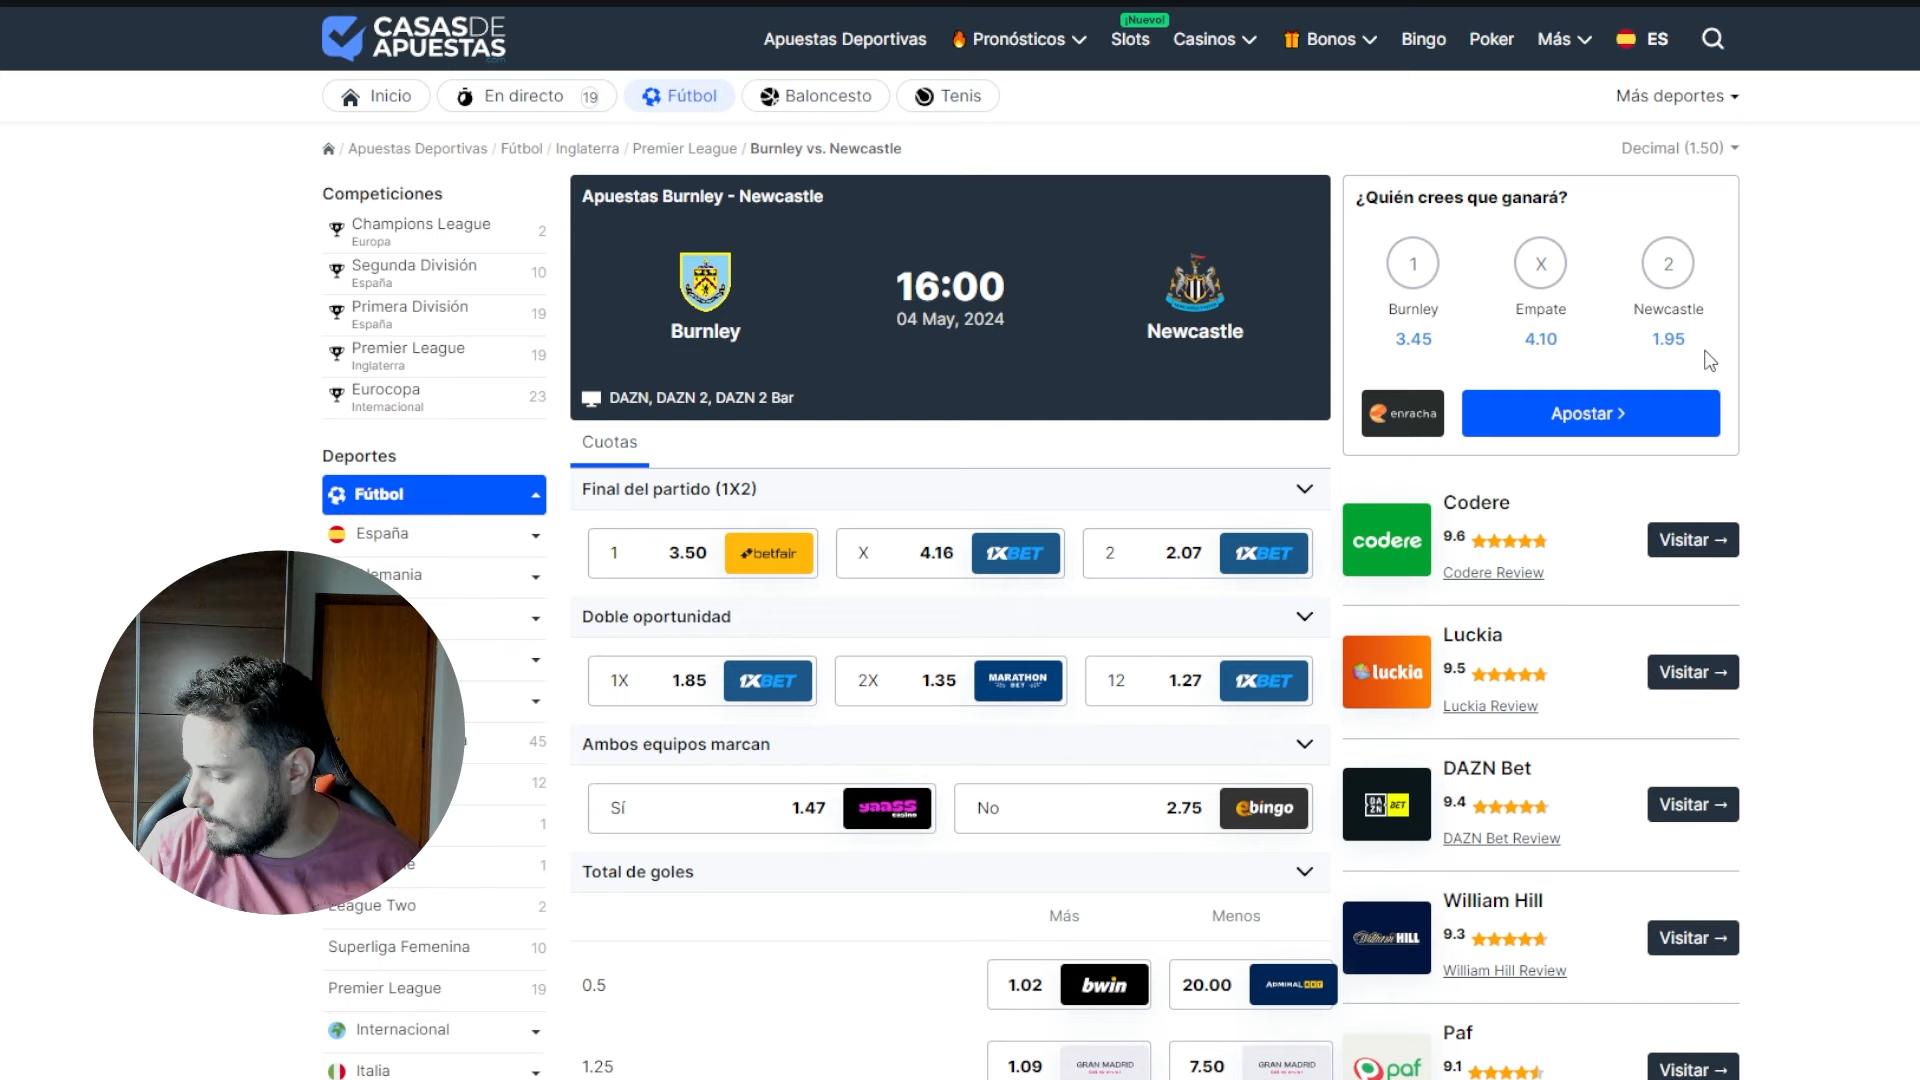 CASASDE
APUESTAS
.com
Apuestas Deportivas
Pronósticos
¡Nuevo!
Slots
Casinos
Bonos
Bingo
Poker
Más
ES
Inicio
En directo 19
Fútbol
Baloncesto
Tenis
Más deportes
/ Apuestas Deportivas / Fútbol / Inglaterra / Premier League / Burnley vs. Newcastle
Decimal (1.50)
Competiciones
Champions League 2
Europa
Segunda División 10
España
Primera División 19
España
Premier League 19
Inglaterra
Eurocopa 23
Internacional
Deportes
Fútbol
España
lemania
45
12
1
1
League Two 2
Superliga Femenina 10
Premier League 19
Internacional
Italia
Apuestas Burnley - Newcastle
16:00
04 May, 2024
Burnley
Newcastle
DAZN, DAZN 2, DAZN 2 Bar
Cuotas
Final del partido (1X2)
1 3.50 betfair
X 4.16 1XBET
2 2.07 1XBET
Doble oportunidad
1X 1.85 1XBET
2X 1.35 MARATHON BET
12 1.27 1XBET
Ambos equipos marcan
Sí 1.47 yaass casino
No 2.75 ebingo
Total de goles
Más Menos
0.5 1.02 bwin 20.00 ADMIRALBET
1.25 1.09 GRAN MADRID 7.50 GRAN MADRID
¿Quién crees que ganará?
1 X 2
Burnley Empate Newcastle
3.45 4.10 1.95
enracha
Apostar >
codere
Codere
9.6
Codere Review
Visitar →
luckia
Luckia
9.5
Luckia Review
Visitar →
DAZN BET
DAZN Bet
9.4
DAZN Bet Review
Visitar →
William HILL
William Hill
9.3
William Hill Review
Visitar →
paf
Paf
9.1
Visitar →